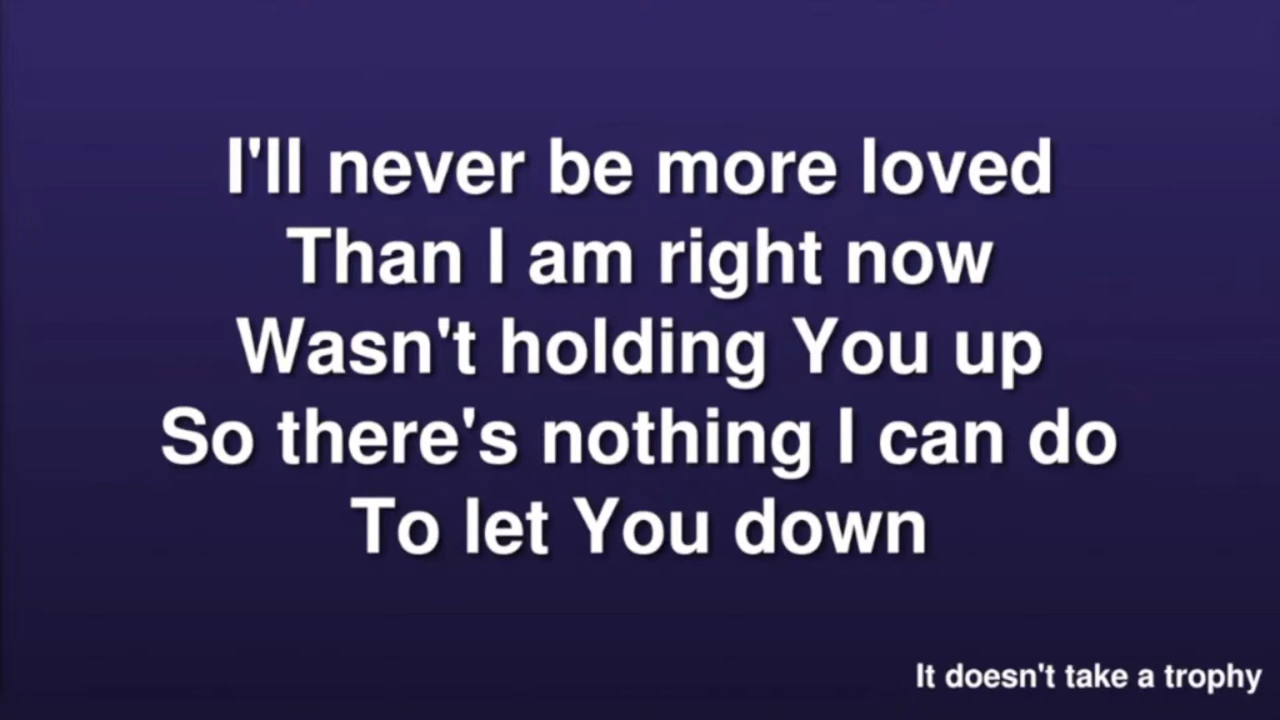 I'll never be more loved
Than I am right now
Wasn't holding You up
So there's nothing I can do
To let You down
It doesn't take a trophy